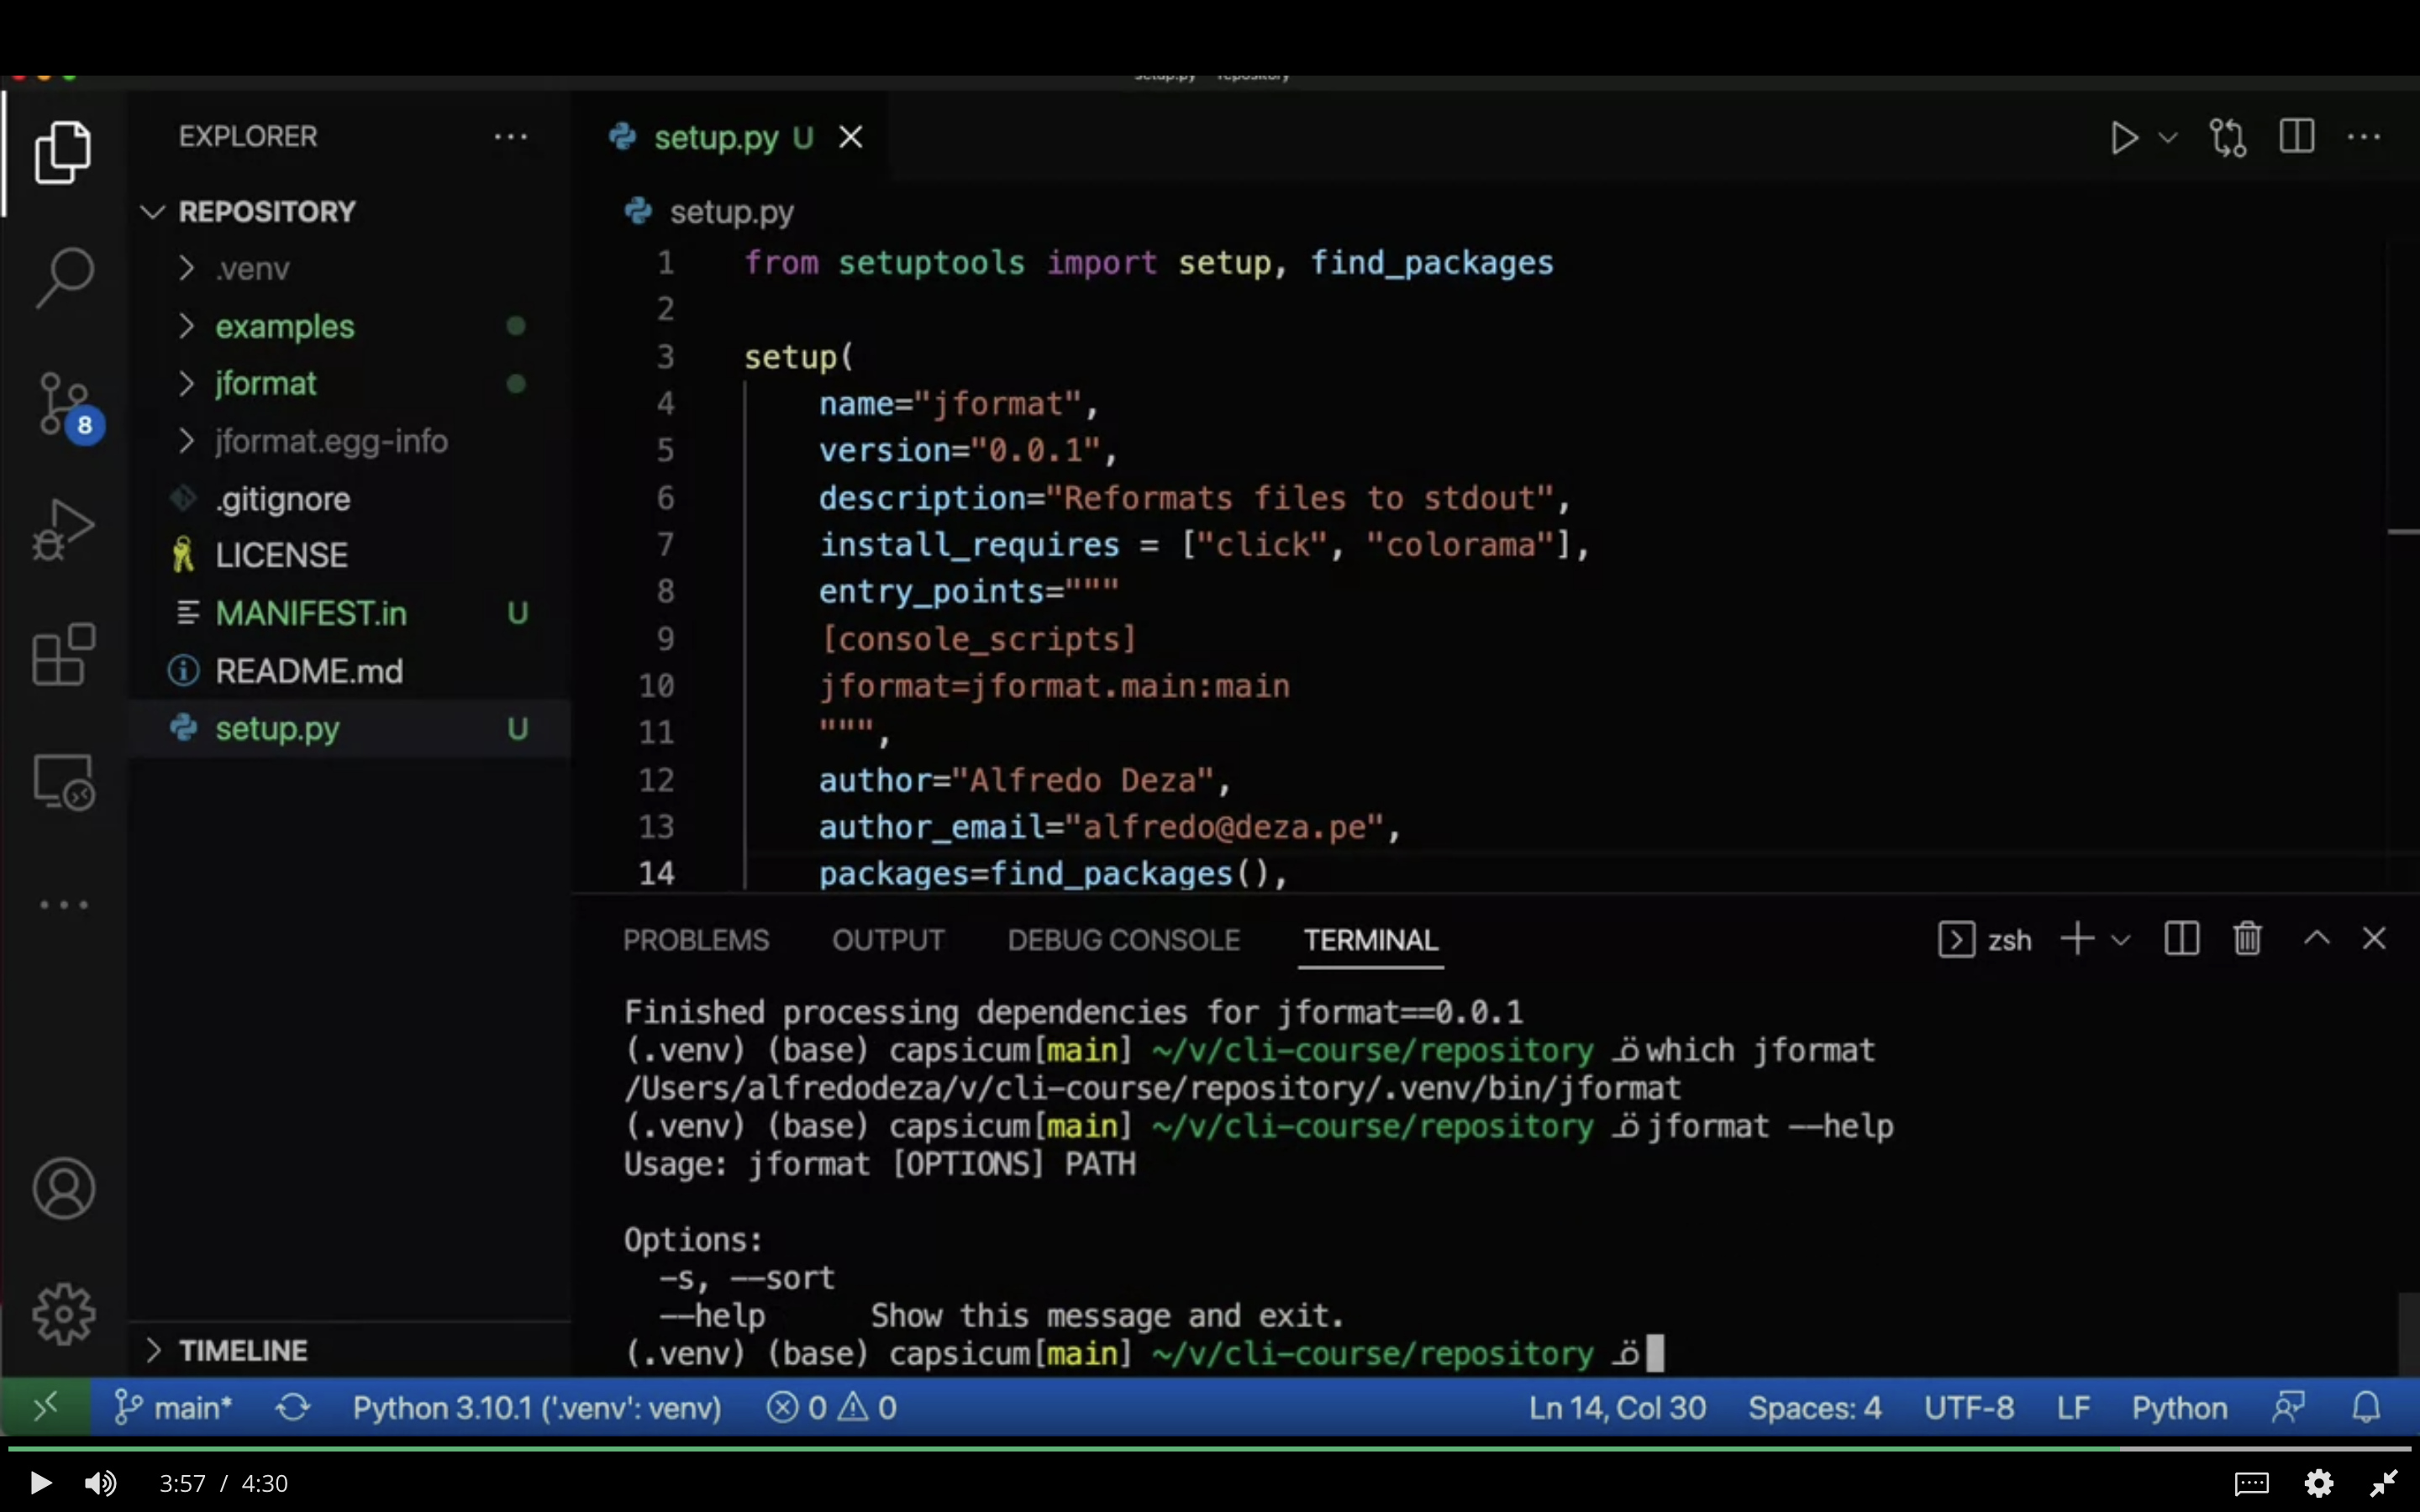 setup.py — repository
EXPLORER
REPOSITORY
.venv
examples
jformat
jformat.egg-info
.gitignore
LICENSE
MANIFEST.in U
README.md
setup.py U
TIMELINE
8
setup.py U
setup.py
1 from setuptools import setup, find_packages
2
3 setup(
4 name="jformat",
5 version="0.0.1",
6 description="Reformats files to stdout",
7 install_requires = ["click", "colorama"],
8 entry_points="""
9 [console_scripts]
10 jformat=jformat.main:main
11 """,
12 author="Alfredo Deza",
13 author_email="alfredo@deza.pe",
14 packages=find_packages(),
PROBLEMS OUTPUT DEBUG CONSOLE TERMINAL zsh
Finished processing dependencies for jformat==0.0.1
(.venv) (base) capsicum[main] ~/v/cli-course/repository which jformat
/Users/alfredodeza/v/cli-course/repository/.venv/bin/jformat
(.venv) (base) capsicum[main] ~/v/cli-course/repository jformat --help
Usage: jformat [OPTIONS] PATH
Options:
-s, --sort
--help Show this message and exit.
(.venv) (base) capsicum[main] ~/v/cli-course/repository
main* Python 3.10.1 ('.venv': venv) 0 0 Ln 14, Col 30 Spaces: 4 UTF-8 LF Python
3:57 / 4:30